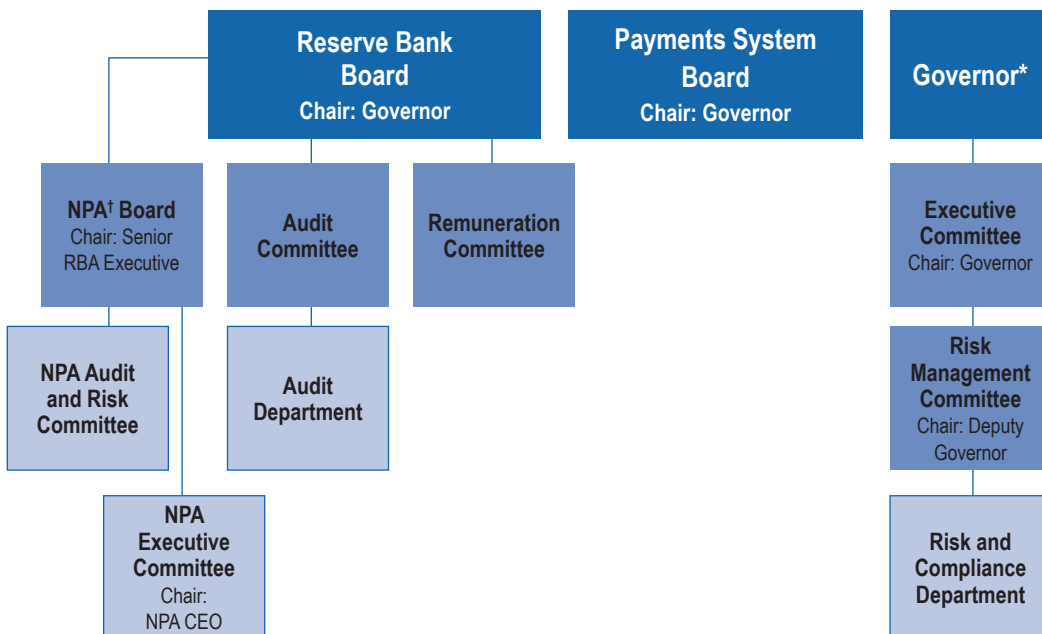 Reserve Bank
Board
Chair: Governor
Payments System
Board
Chair: Governor
Governor*
NPA† Board
Chair: Senior
RBA Executive
Audit
Committee
Remuneration
Committee
Executive
Committee
Chair: Governor
NPA Audit
and Risk
Committee
Audit
Department
Risk
Management
Committee
Chair: Deputy
Governor
NPA
Executive
Committee
Chair:
NPA CEO
Risk and
Compliance
Department